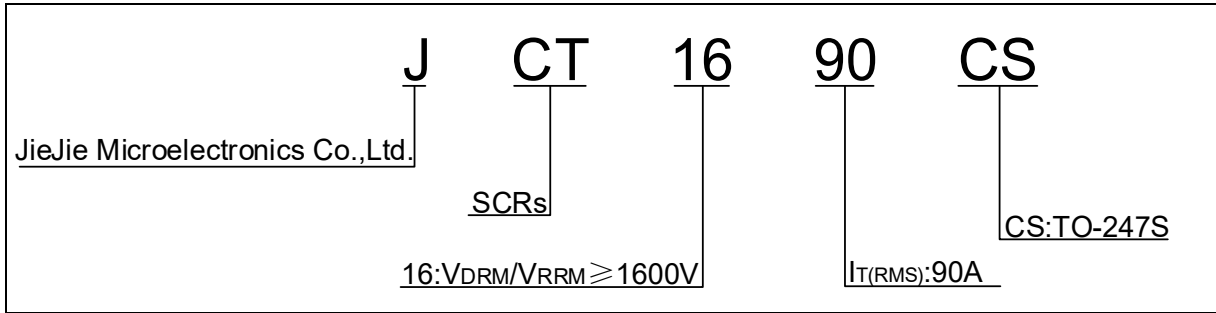 J CT 16 90 CS
JieJie Microelectronics Co.,Ltd.
SCRs
CS:TO-247S
16:VDRM/VRRM≥1600V
IT(RMS):90A